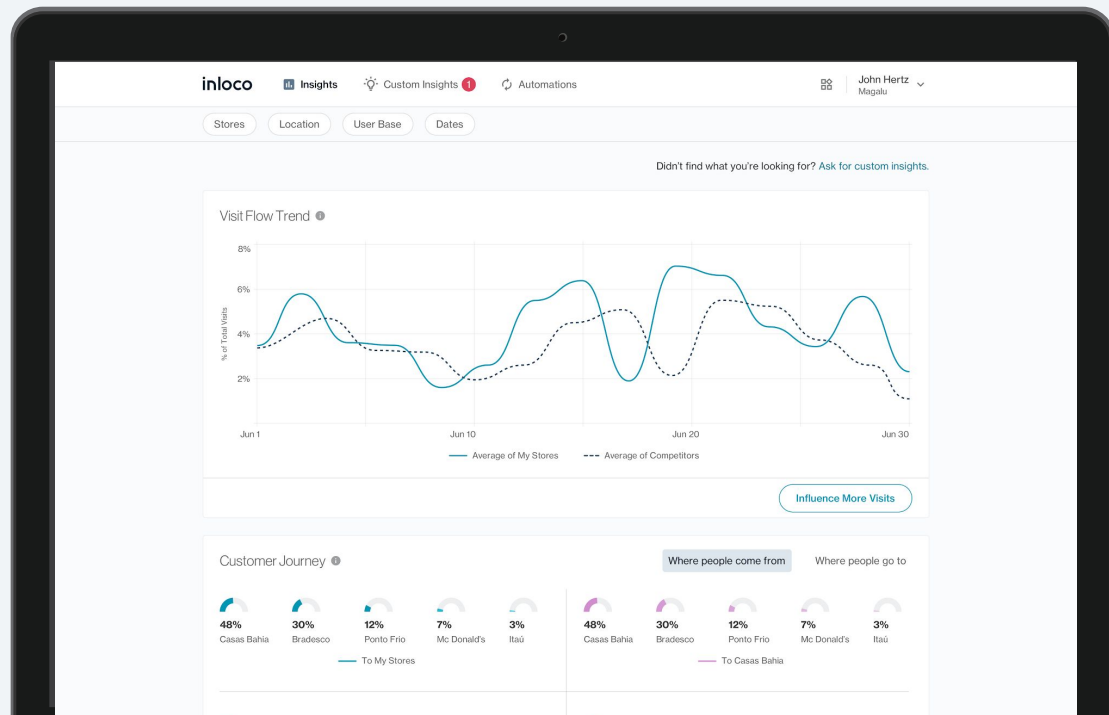 inloco
Insights
Custom Insights 1
Automations
John Hertz
Magalu
Stores
Location
User Base
Dates
Didn't find what you're looking for? Ask for custom insights.
Visit Flow Trend
8%
6%
4%
2%
% of Total Visits
Jun 1
Jun 10
Jun 20
Jun 30
Average of My Stores
Average of Competitors
Influence More Visits
Customer Journey
Where people come from
Where people go to
48% 30% 12% 7% 3%
Casas Bahia Bradesco Ponto Frio Mc Donald's Itaú
To My Stores
48% 30% 12% 7% 3%
Casas Bahia Bradesco Ponto Frio Mc Donald's Itaú
To Casas Bahia